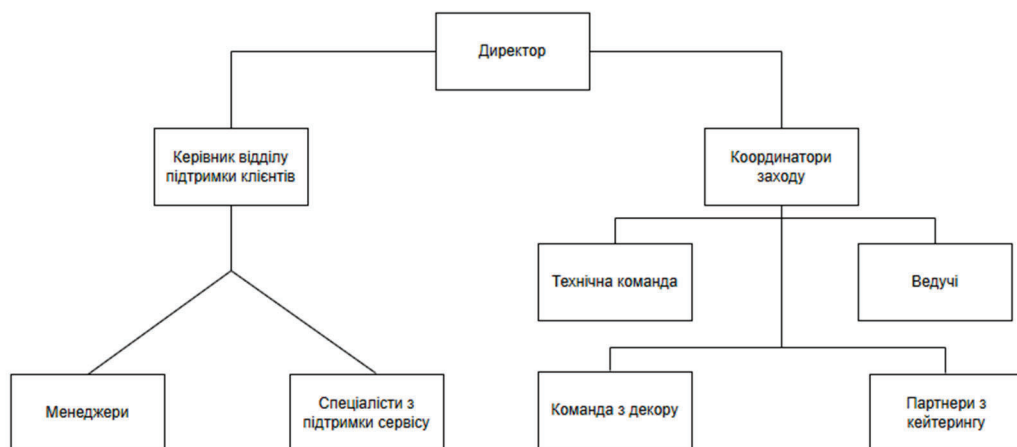 Директор
Керівник відділу
підтримки клієнтів
Координатори
заходу
Технічна команда
Ведучі
Менеджери
Спеціалісти з
підтримки сервісу
Команда з декору
Партнери з
кейтерингу